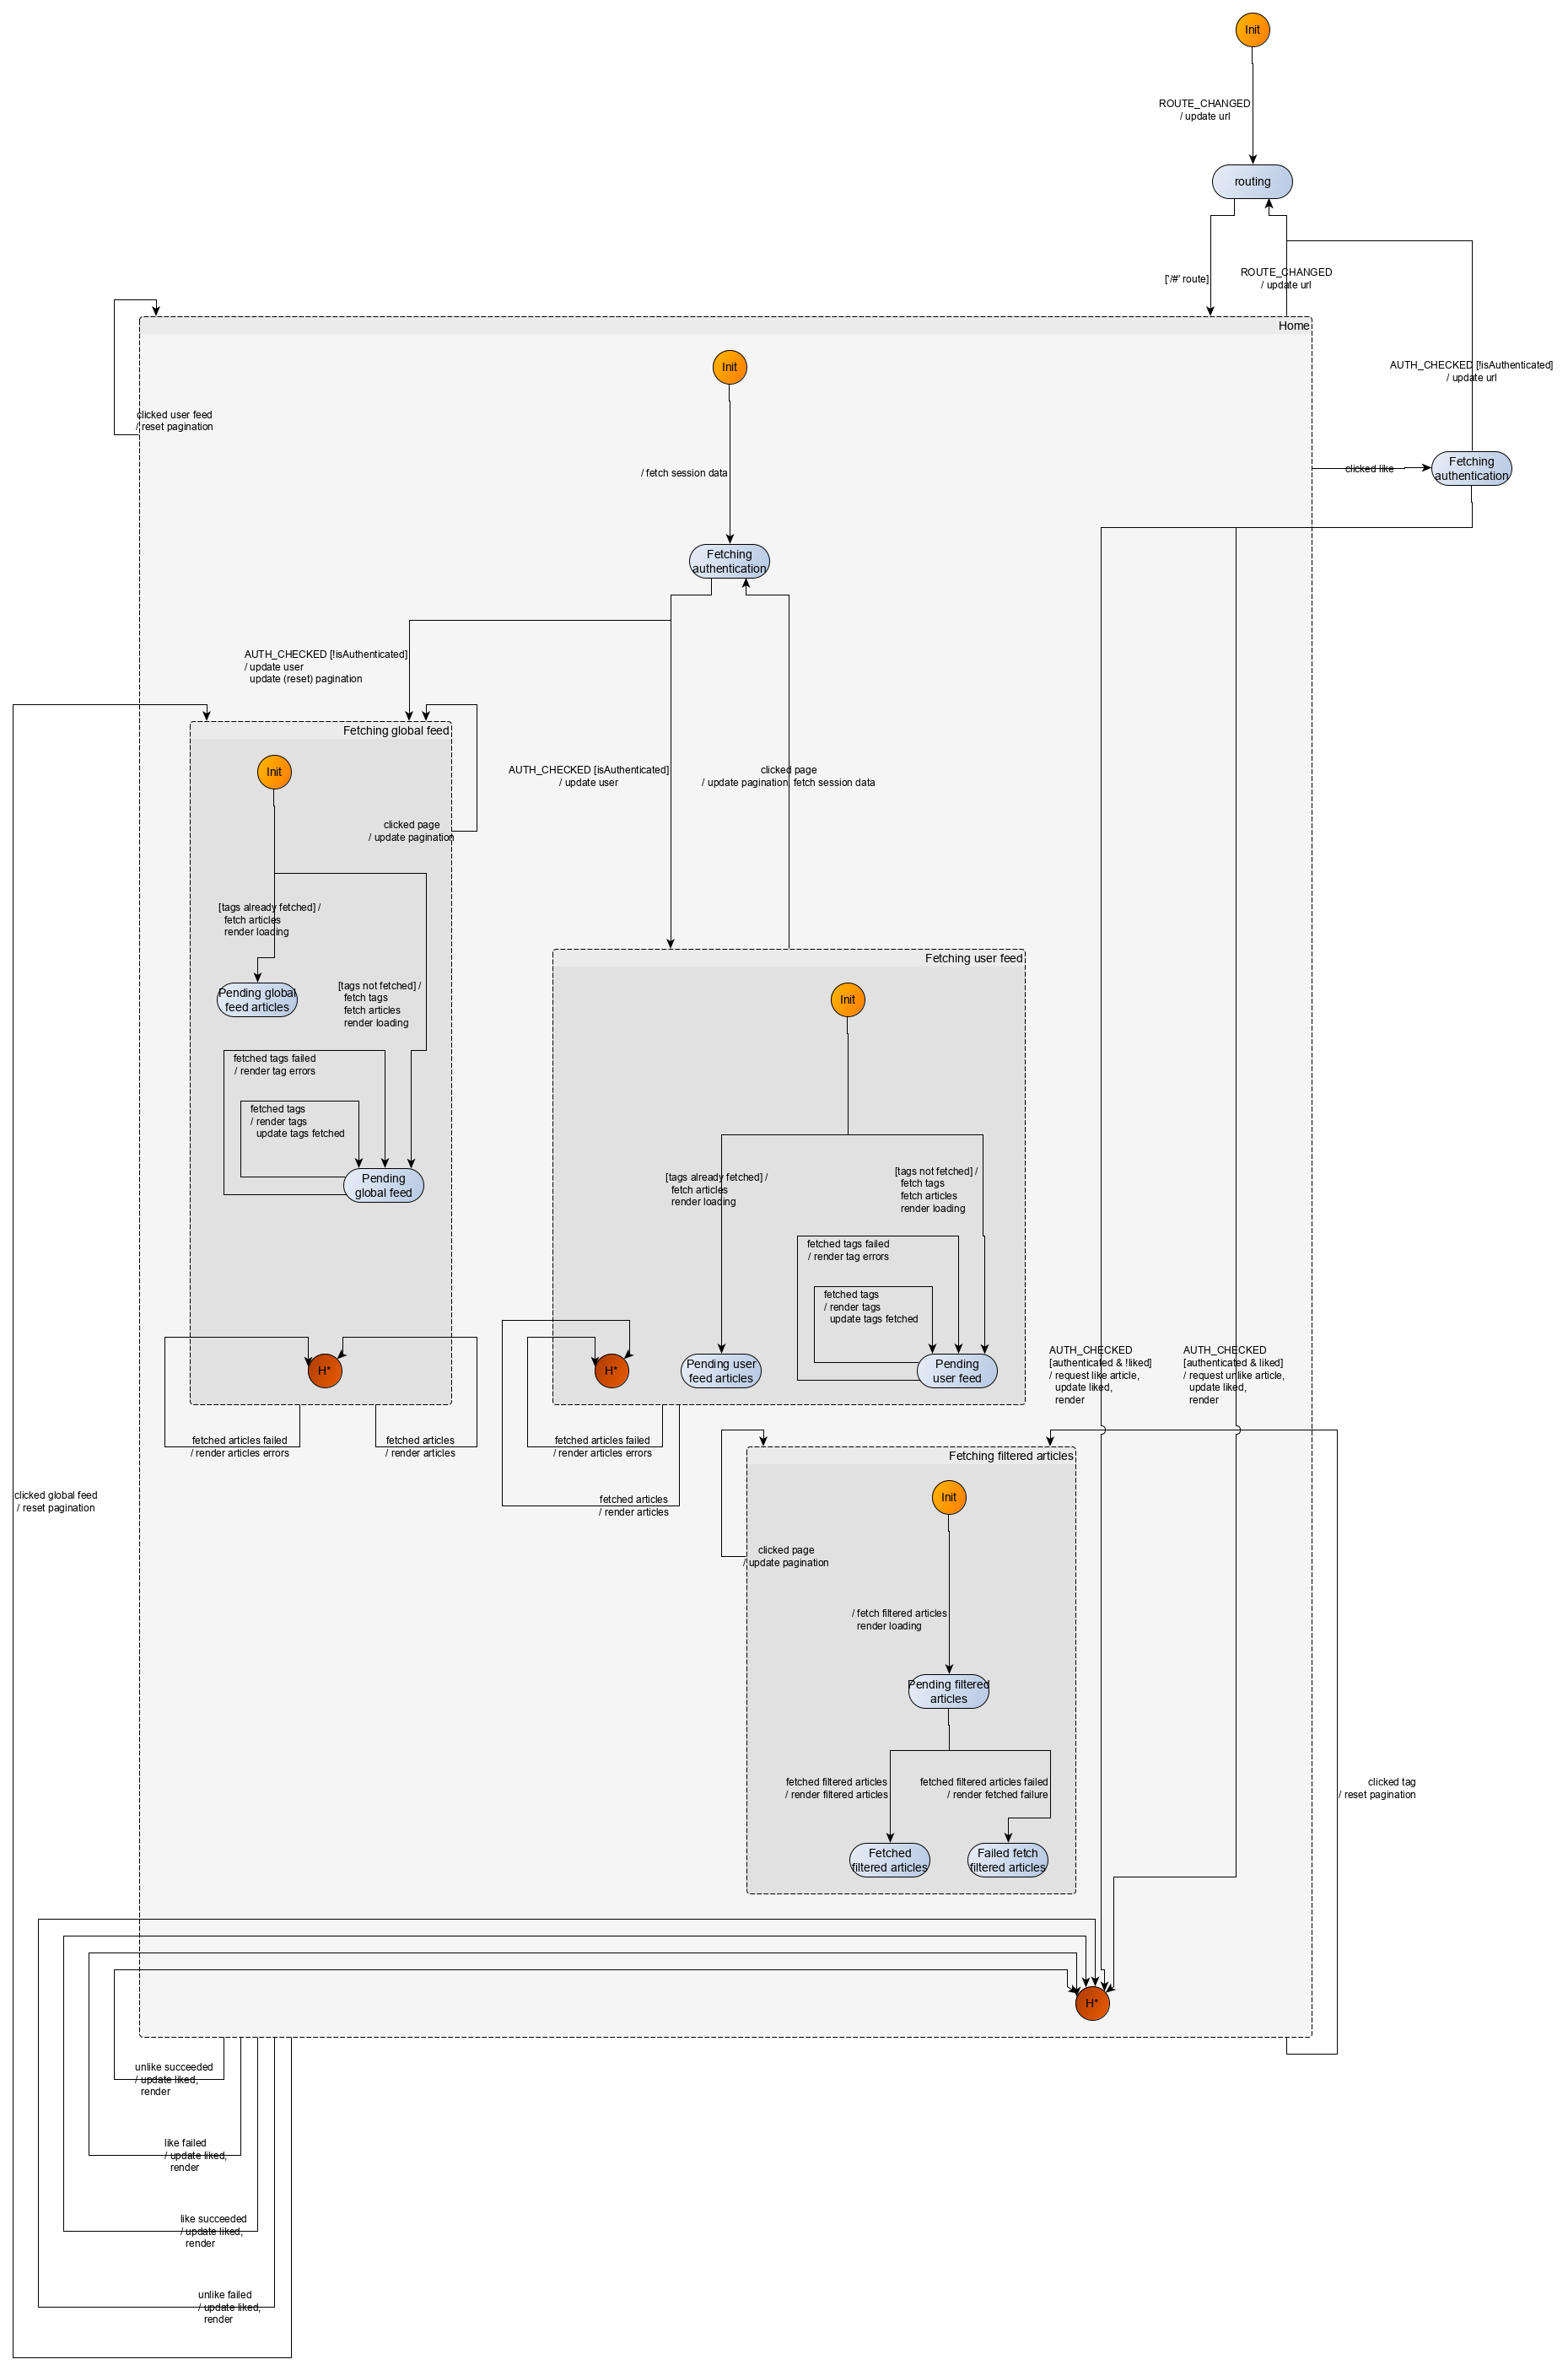 Init
ROUTE_CHANGED
/ update url
routing
['/#' route]
ROUTE_CHANGED
/ update url
Home
Init
AUTH_CHECKED [!isAuthenticated]
/ update url
clicked user feed
/ reset pagination
/ fetch session data
clicked like
Fetching
authentication
Fetching
authentication
AUTH_CHECKED [!isAuthenticated]
/ update user
update (reset) pagination
Fetching global feed
Init
AUTH_CHECKED [isAuthenticated]
/ update user
clicked page
/ update pagination, fetch session data
clicked page
/ update pagination
[tags already fetched] /
fetch articles
render loading
Fetching user feed
Pending global
feed articles
[tags not fetched] /
fetch tags
fetch articles
render loading
Init
fetched tags failed
/ render tag errors
fetched tags
/ render tags
update tags fetched
Pending
global feed
[tags already fetched] /
fetch articles
render loading
[tags not fetched] /
fetch tags
fetch articles
render loading
fetched tags failed
/ render tag errors
fetched tags
/ render tags
update tags fetched
H*
H*
Pending user
feed articles
Pending
user feed
AUTH_CHECKED
[authenticated & !liked]
/ request like article,
update liked,
render
AUTH_CHECKED
[authenticated & liked]
/ request unlike article,
update liked,
render
fetched articles failed
/ render articles errors
fetched articles
/ render articles
fetched articles failed
/ render articles errors
Fetching filtered articles
clicked global feed
/ reset pagination
fetched articles
/ render articles
Init
clicked page
/ update pagination
/ fetch filtered articles
render loading
Pending filtered
articles
fetched filtered articles
/ render filtered articles
fetched filtered articles failed
/ render fetched failure
clicked tag
/ reset pagination
Fetched
filtered articles
Failed fetch
filtered articles
H*
unlike succeeded
/ update liked,
render
like failed
/ update liked,
render
like succeeded
/ update liked,
render
unlike failed
/ update liked,
render